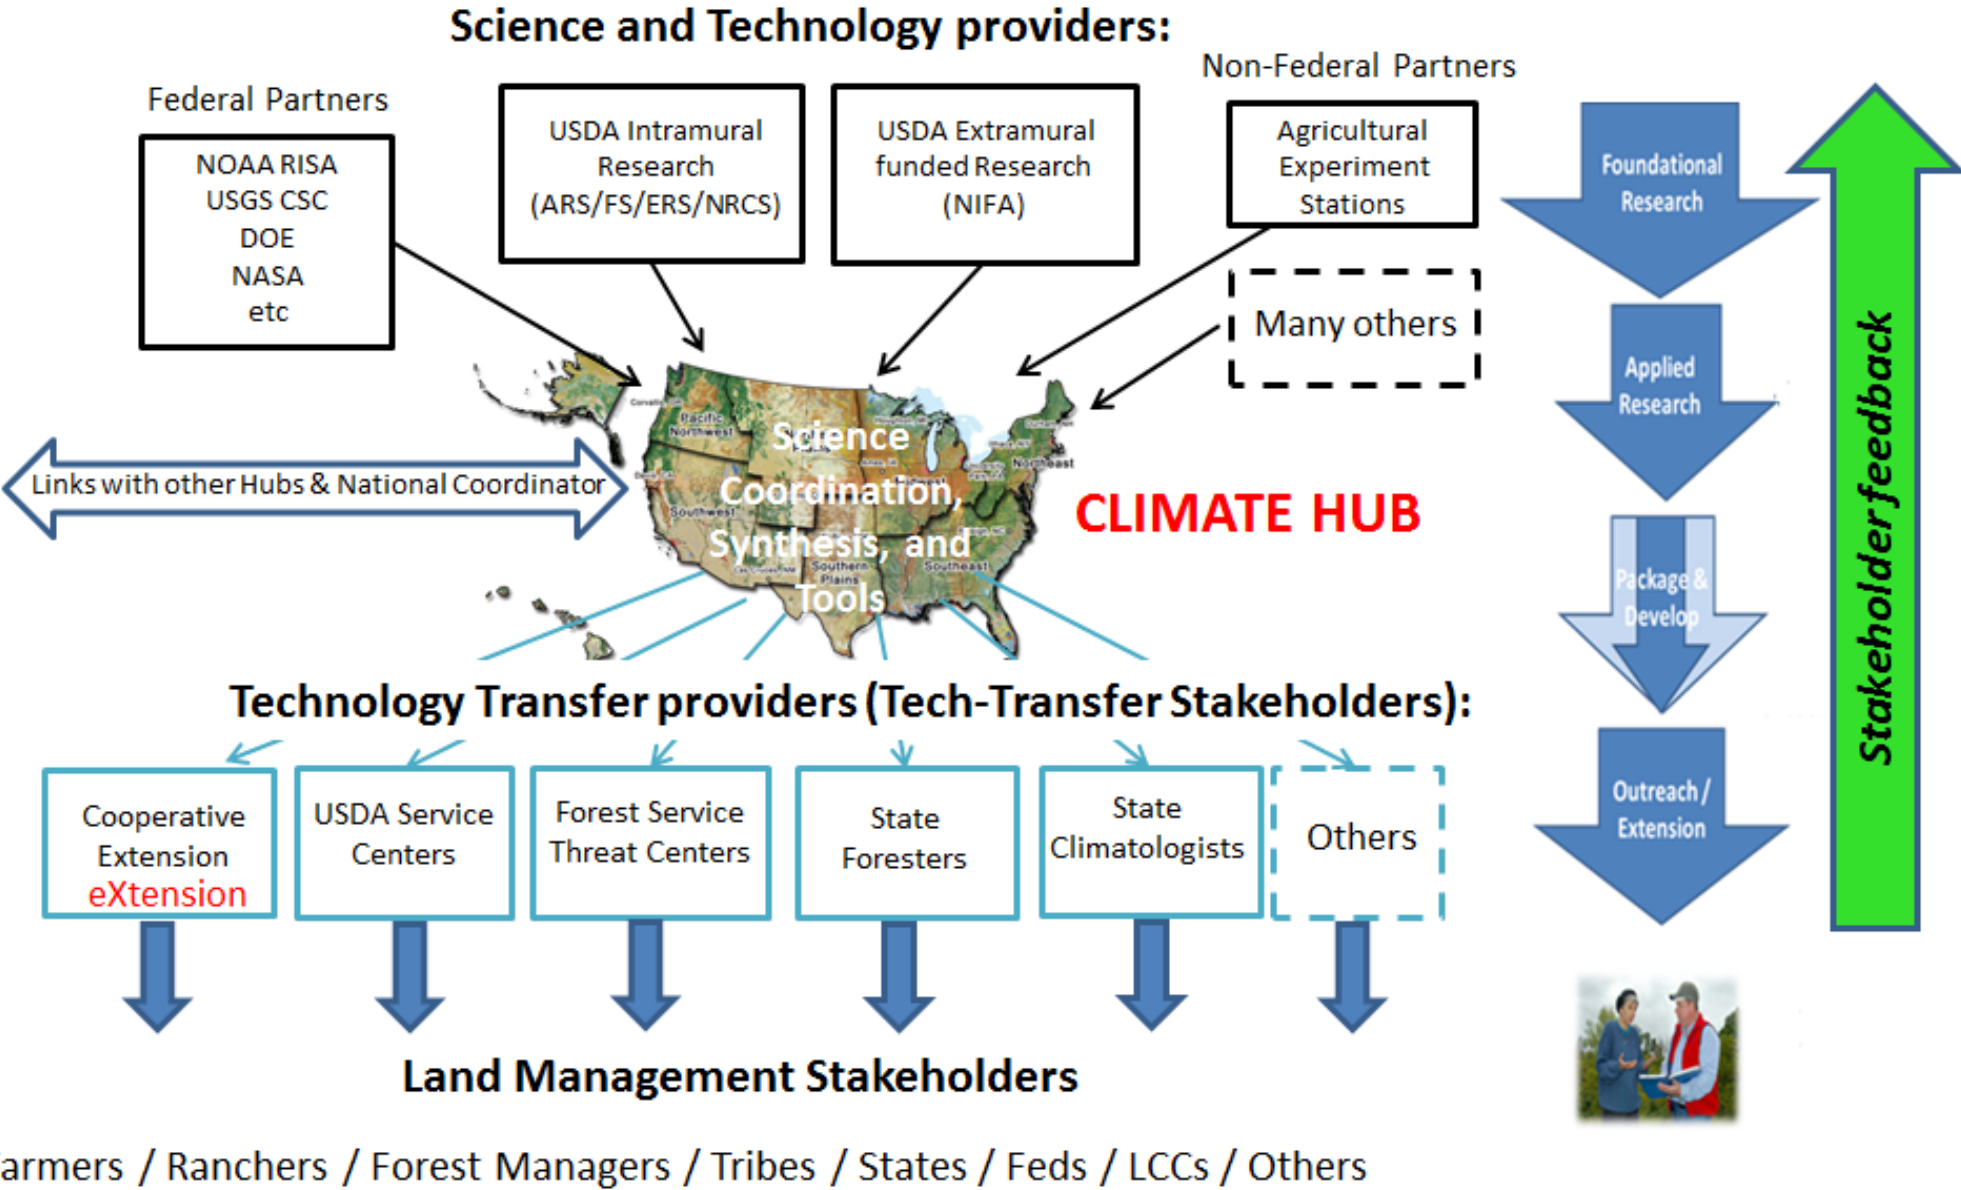 Science and Technology providers:
Federal Partners
NOAA RISA
USGS CSC
DOE
NASA
etc
USDA Intramural
Research
(ARS/FS/ERS/NRCS)
USDA Extramural
funded Research
(NIFA)
Non-Federal Partners
Agricultural
Experiment
Stations
Many others
Links with other Hubs & National Coordinator
Science
Coordination,
Synthesis, and
Tools
Pacific
Northwest
Southwest
Southern
Plains
Midwest
Northeast
Southeast
CLIMATE HUB
Technology Transfer providers (Tech-Transfer Stakeholders):
Cooperative
Extension
eXtension
USDA Service
Centers
Forest Service
Threat Centers
State
Foresters
State
Climatologists
Others
Land Management Stakeholders
armers / Ranchers / Forest Managers / Tribes / States / Feds / LCCs / Others
Foundational
Research
Applied
Research
Package &
Develop
Outreach /
Extension
Stakeholder feedback